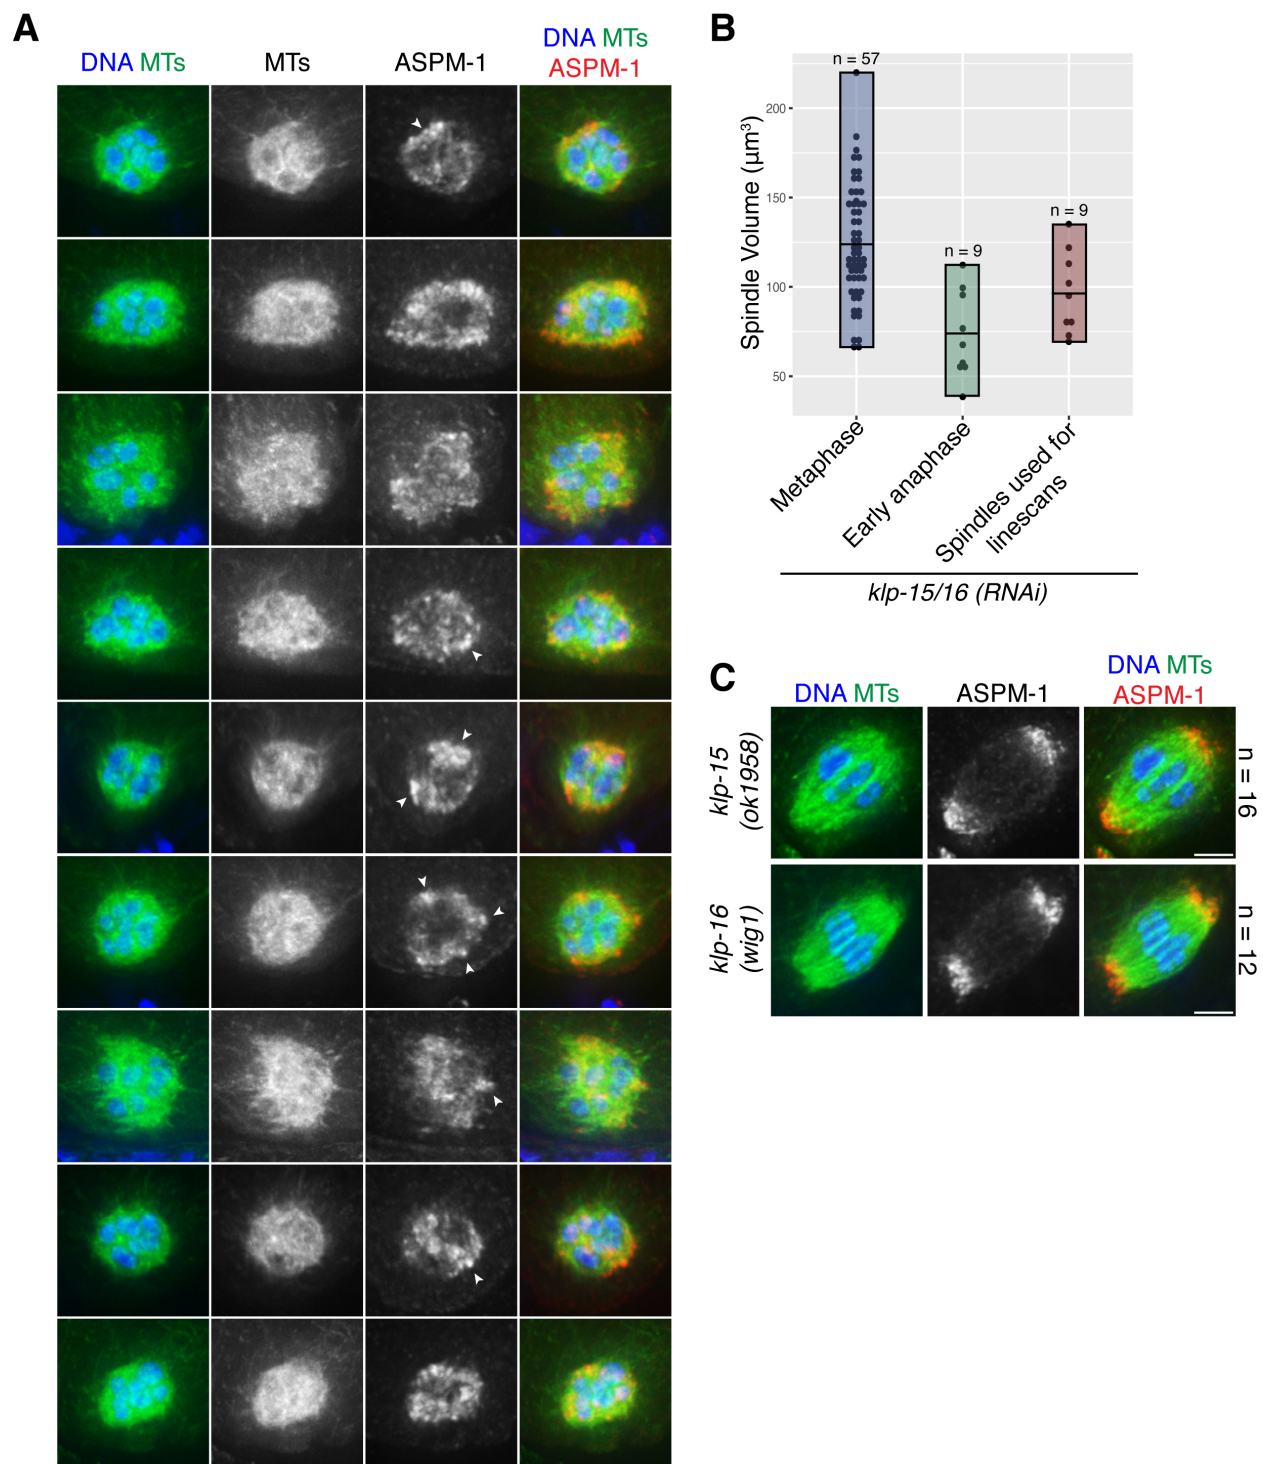 A
DNA MTs
MTs
ASPM-1
DNA MTs
ASPM-1
B
Spindle Volume (µm³)
200
150
100
50
n = 57
n = 9
n = 9
Metaphase
Early anaphase
Spindles used for
linescans
klp-15/16 (RNAi)
C
DNA MTs
ASPM-1
DNA MTs
ASPM-1
klp-15
(ok1958)
n = 16
klp-16
(wig1)
n = 12